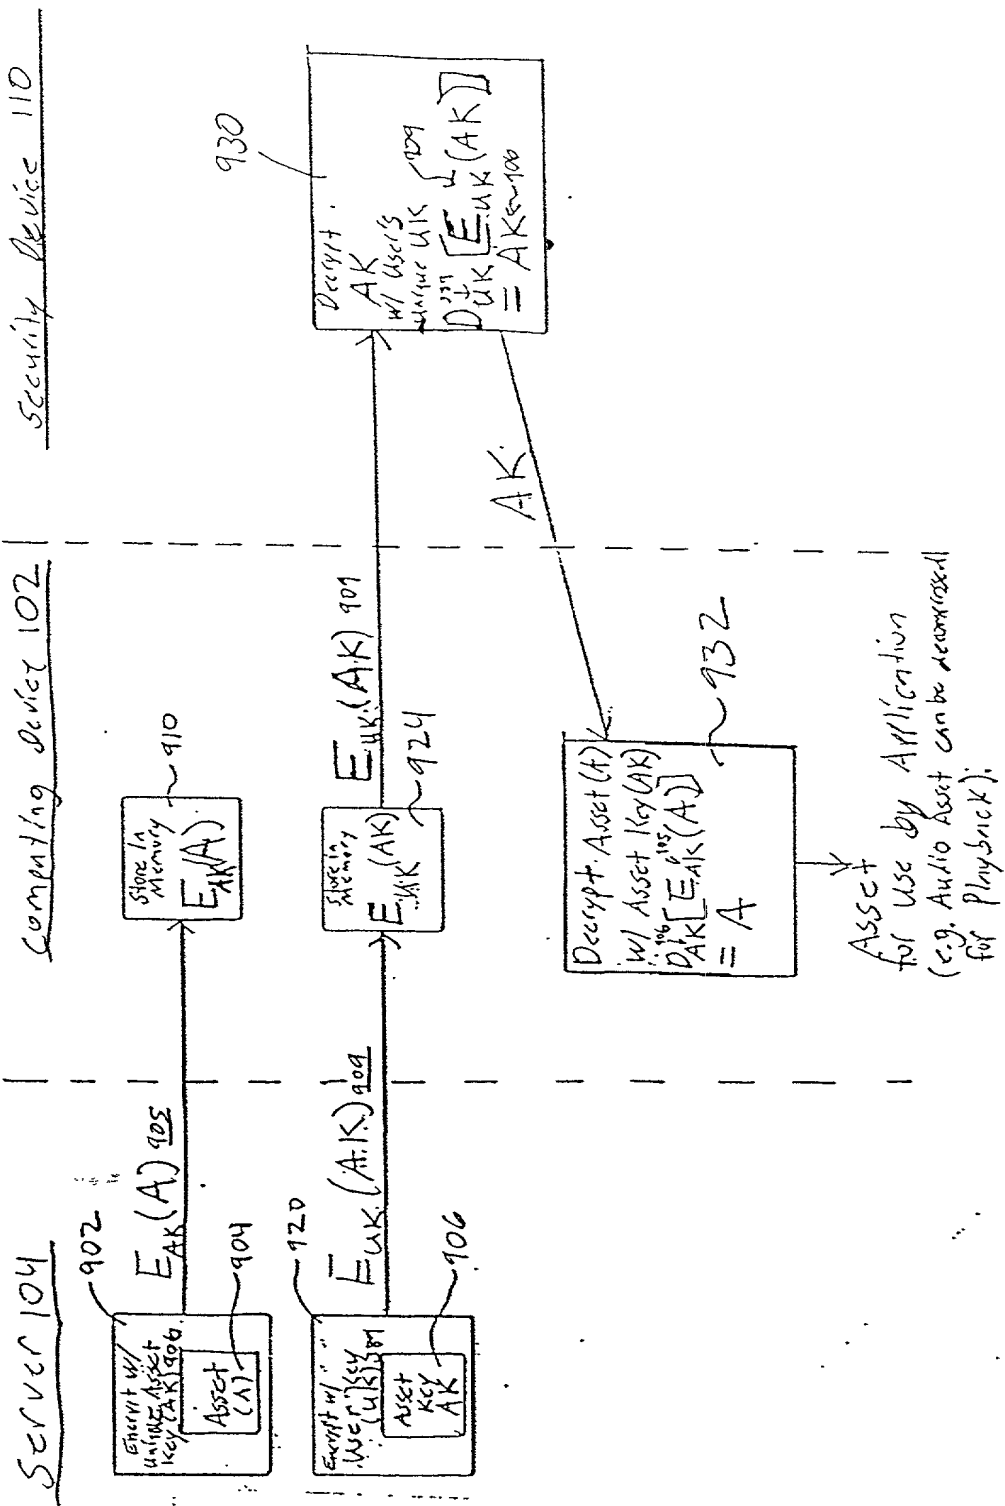 Server 104
Computing Device 102
Security Device 110
902
Encrypt w/
Unique Asset
Key (AK) 906
Asset
(A)
904
E_AK(A) 905
Store In
Memory
E_AK(A)
910
920
Encrypt w/
User Key
(UK)
Asset
Key
AK
906
E_UK(AK) 909
Store in
Memory
(AK)
924
E_UK(AK) 909
930
Decrypt
AK
w/ User's
Unique UK
D_UK[E_UK(AK)]
= AK 906
AK
Decrypt Asset (A)
w/ Asset Key (AK)
D_AK[E_AK(A)]
= A
932
Asset
for Use by Application
(e.g. Audio Asset can be decompressed
for Playback).